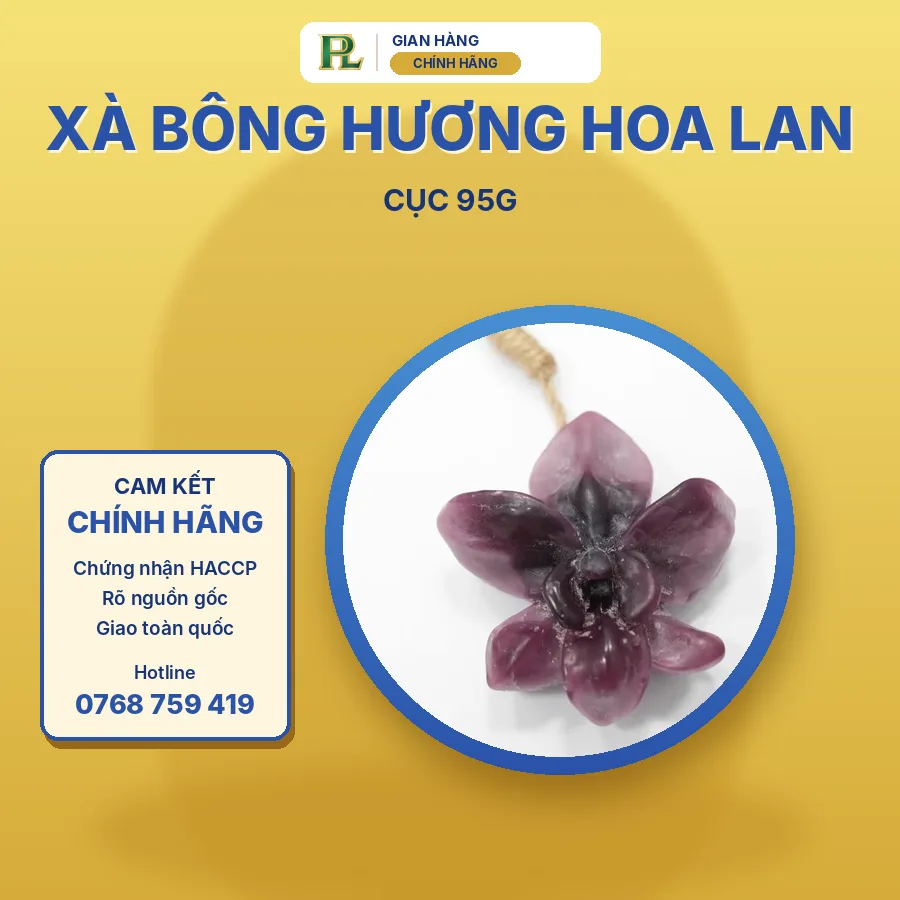 PL
GIAN HÀNG
CHÍNH HÃNG
XÀ BÔNG HƯƠNG HOA LAN
CỤC 95G
CAM KẾT
CHÍNH HÃNG
Chứng nhận HACCP
Rõ nguồn gốc
Giao toàn quốc
Hotline
0768 759 419